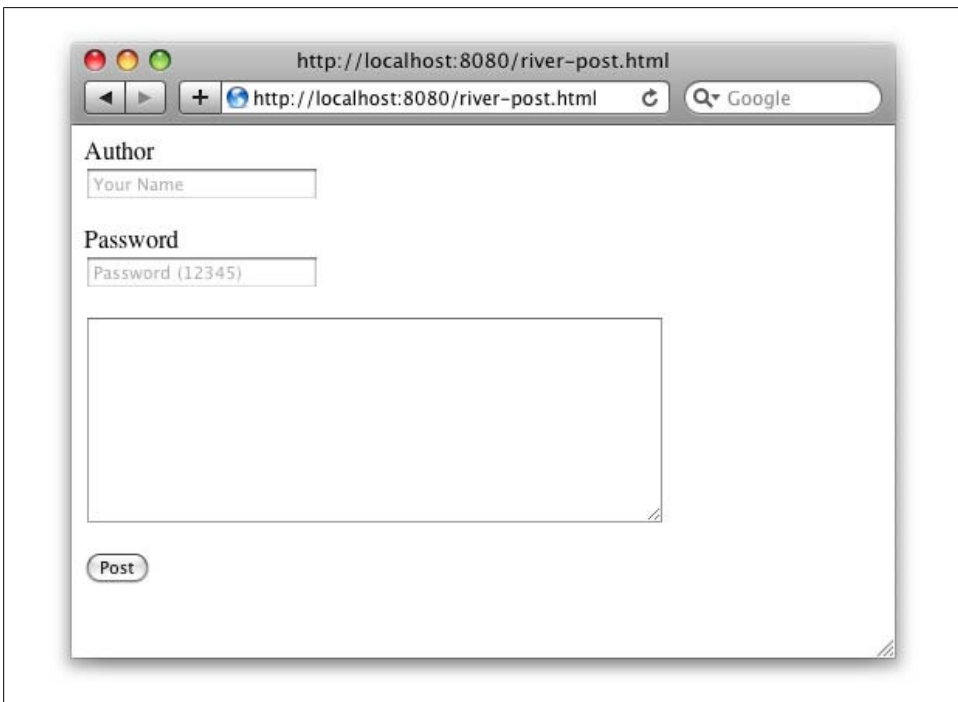 http://localhost:8080/river-post.html
http://localhost:8080/river-post.html
Google
Author
Your Name
Password
Password (12345)
Post